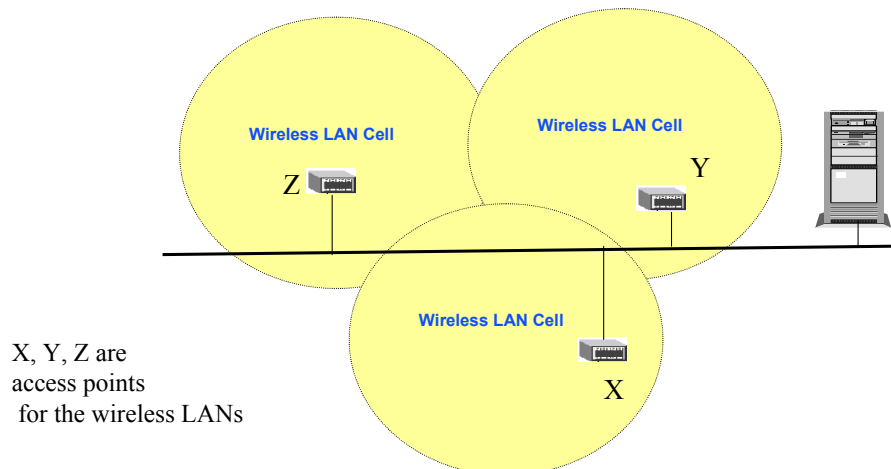 Wireless LAN Cell
Wireless LAN Cell
Z
Y
Wireless LAN Cell
X
X, Y, Z are
access points
for the wireless LANs